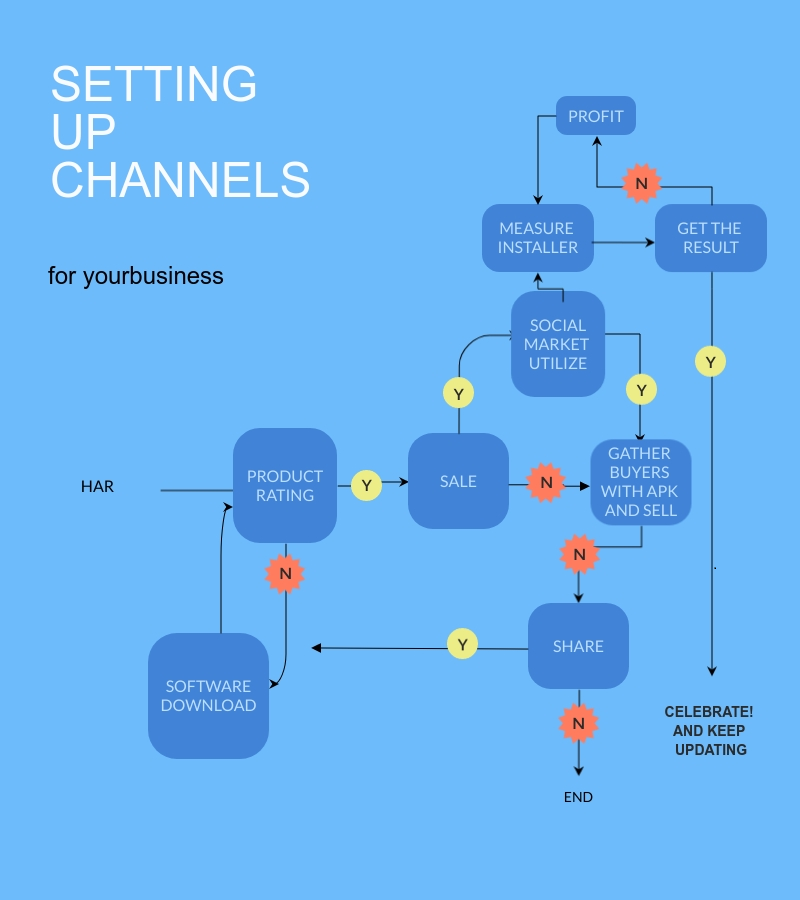 SETTING
UP
CHANNELS
for yourbusiness
PROFIT
N
MEASURE
INSTALLER
GET THE
RESULT
SOCIAL
MARKET
UTILIZE
Y
Y
Y
GATHER
BUYERS
WITH APK
AND SELL
HAR
PRODUCT
RATING
Y
SALE
N
N
N
SHARE
Y
SOFTWARE
DOWNLOAD
N
CELEBRATE!
AND KEEP
UPDATING
END